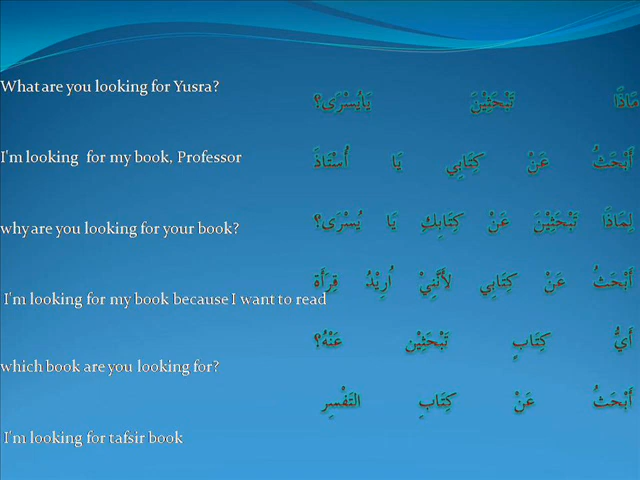 What are you looking for Yusra?
مَاذَا تَبْحَثِيْنَ يَايُسْرَى؟
I'm looking for my book, Professor
أَبْحَثُ عَنْ كِتَابِي يَا أُسْتَاذَ
why are you looking for your book?
لِمَاذَا تَبْحَثِيْنَ عَنْ كِتَابِكِ يَا يُسْرَى؟
I'm looking for my book because I want to read
أَبْحَثُ عَنْ كِتَابِي لأَنَّنِيْ اُرِيْدُ قِرَأَة
which book are you looking for?
أَيُّ كِتَابٍ تَبْحَثِيْن عَنْهُ؟
I'm looking for tafsir book
أَبْحَثُ عَنْ كِتَابِ التَفْسِر